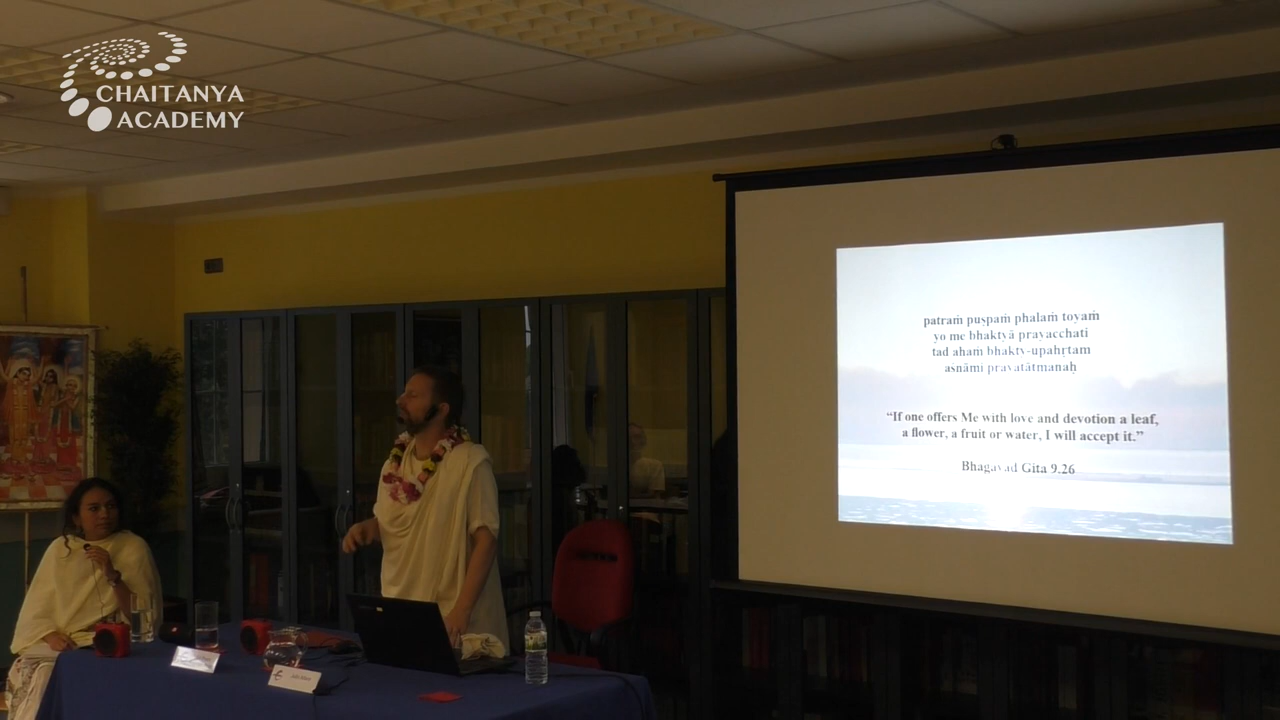 CHAITANYA
ACADEMY
patraṁ puṣpaṁ phalaṁ toyaṁ
yo me bhaktyā prayacchati
tad ahaṁ bhakty-upahṛtam
aśnāmi prayatātmanaḥ
“If one offers Me with love and devotion a leaf,
a flower, a fruit or water, I will accept it.”
Bhagavad Gita 9.26